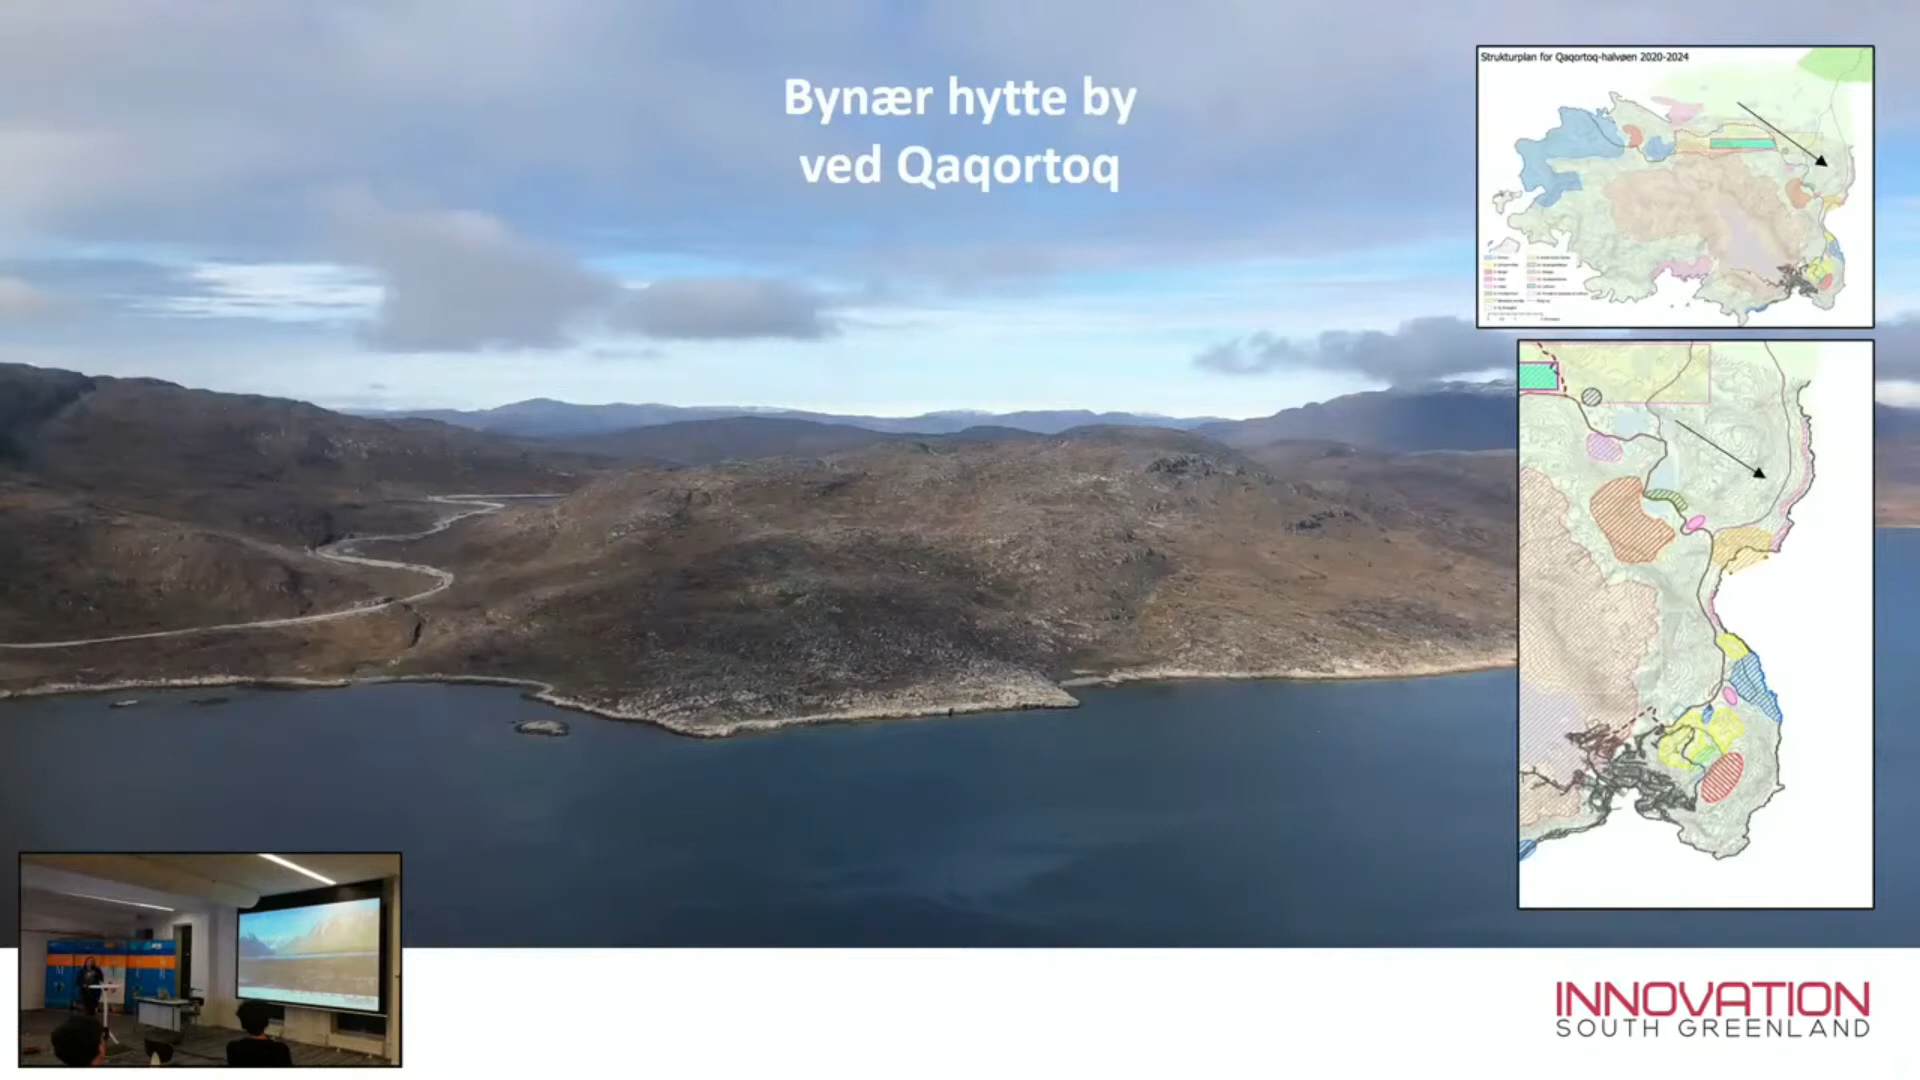 Bynær hytte by
ved Qaqortoq
Strukturplan for Qaqortoq-halvøen 2020-2024
INNOVATION
SOUTH GREENLAND